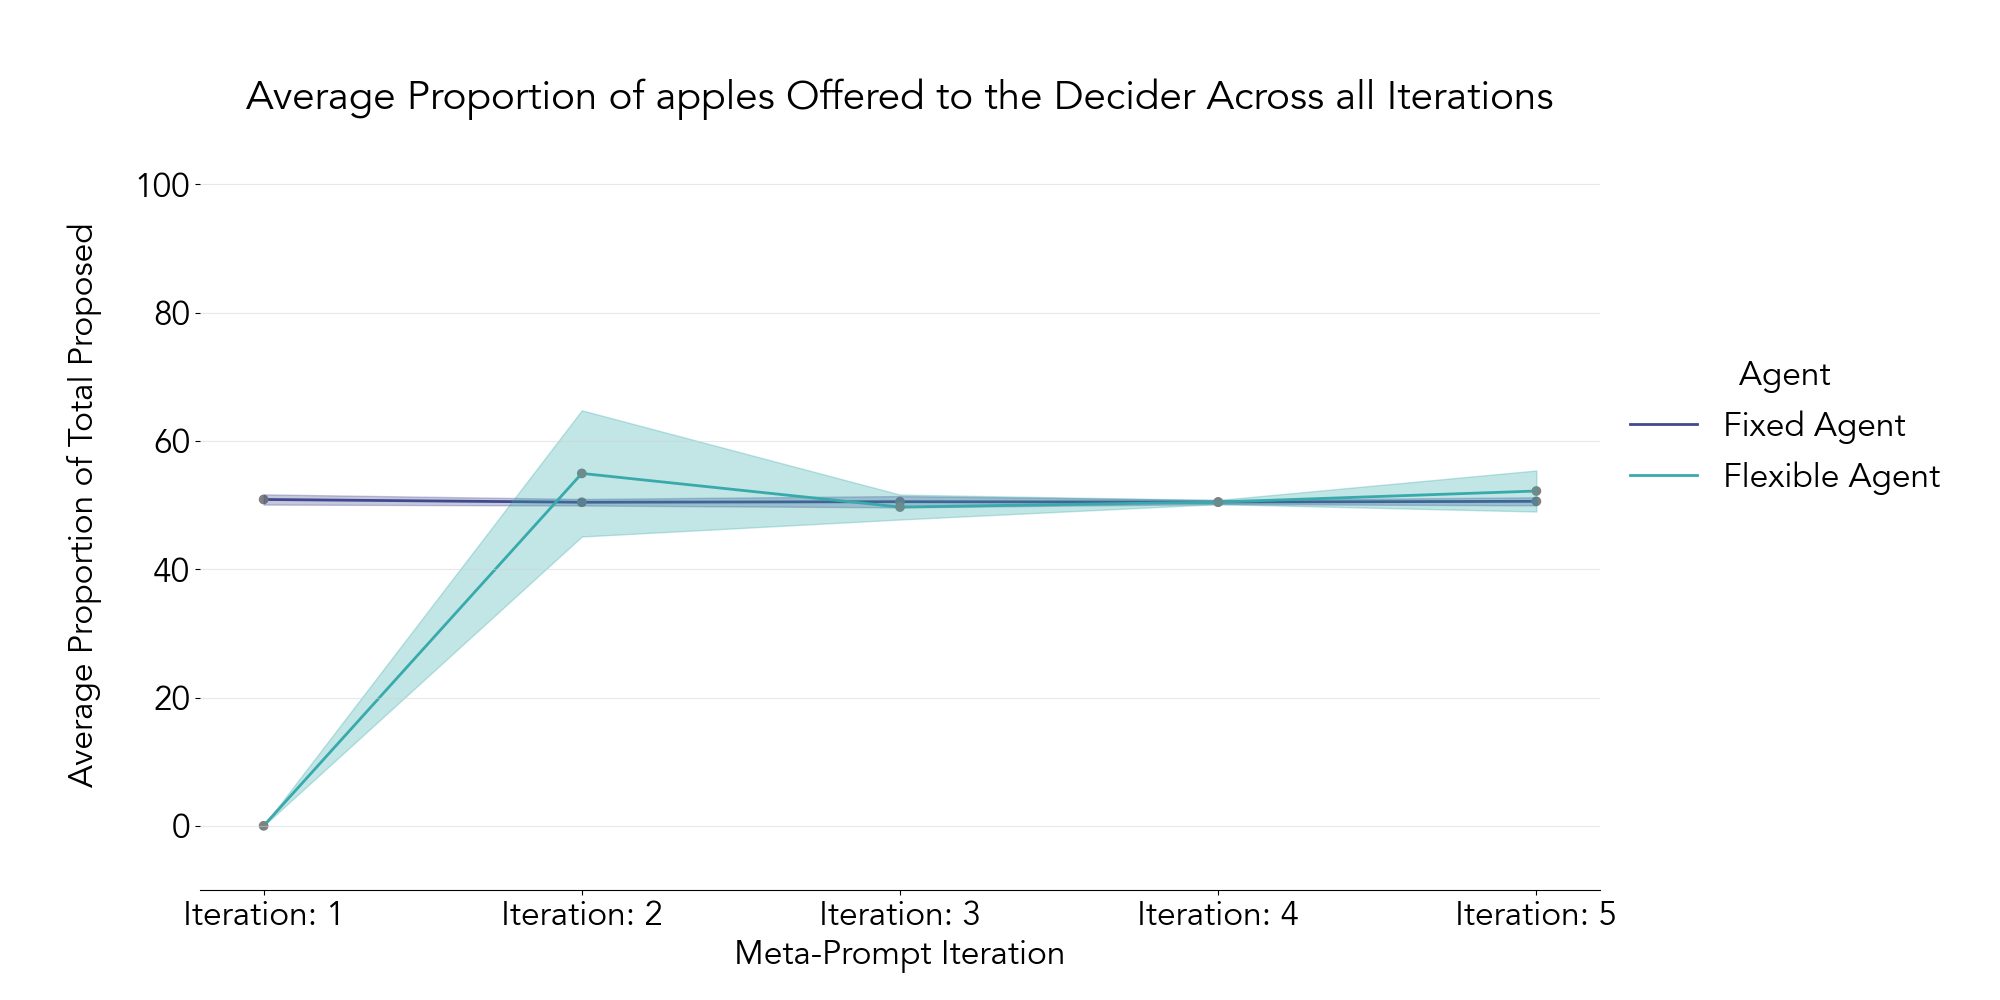 Average Proportion of apples Offered to the Decider Across all Iterations
Average Proportion of Total Proposed
100
80
60
40
20
0
Iteration: 1
Iteration: 2
Iteration: 3
Iteration: 4
Iteration: 5
Meta-Prompt Iteration
Agent
Fixed Agent
Flexible Agent